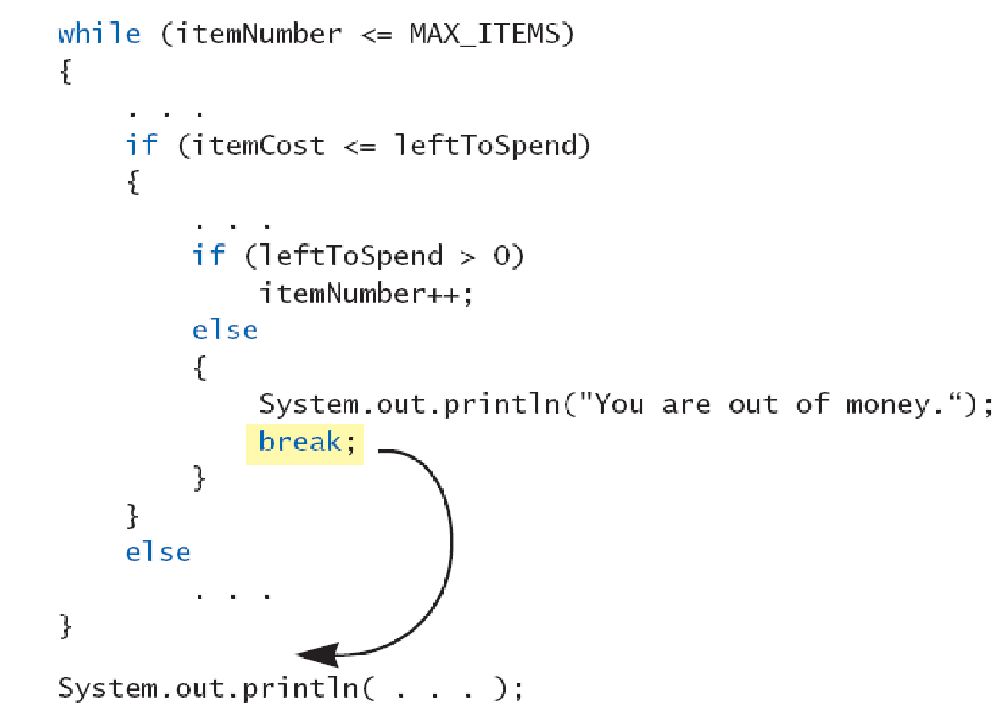 while (itemNumber <= MAX_ITEMS)
{
. . .
if (itemCost <= leftToSpend)
{
. . .
if (leftToSpend > 0)
itemNumber++;
else
{
System.out.println("You are out of money.“);
break;
}
}
else
. . .
}
System.out.println( . . . );